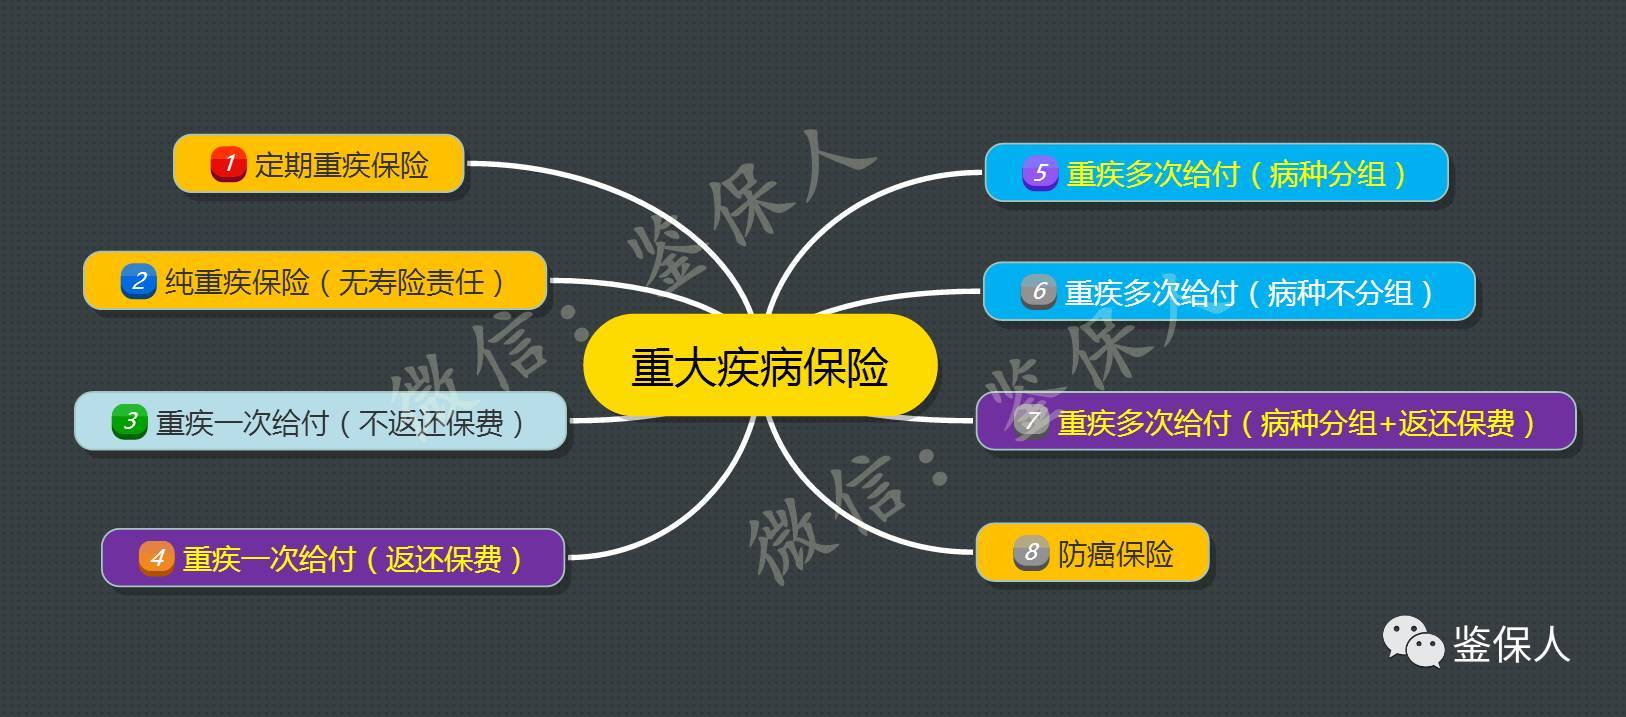 1 定期重疾保险
2 纯重疾保险（无寿险责任）
3 重疾一次给付（不返还保费）
4 重疾一次给付（返还保费）
重大疾病保险
5 重疾多次给付（病种分组）
6 重疾多次给付（病种不分组）
7 重疾多次给付（病种分组+返还保费）
8 防癌保险
微信：鉴保人
微信：鉴保人
鉴保人